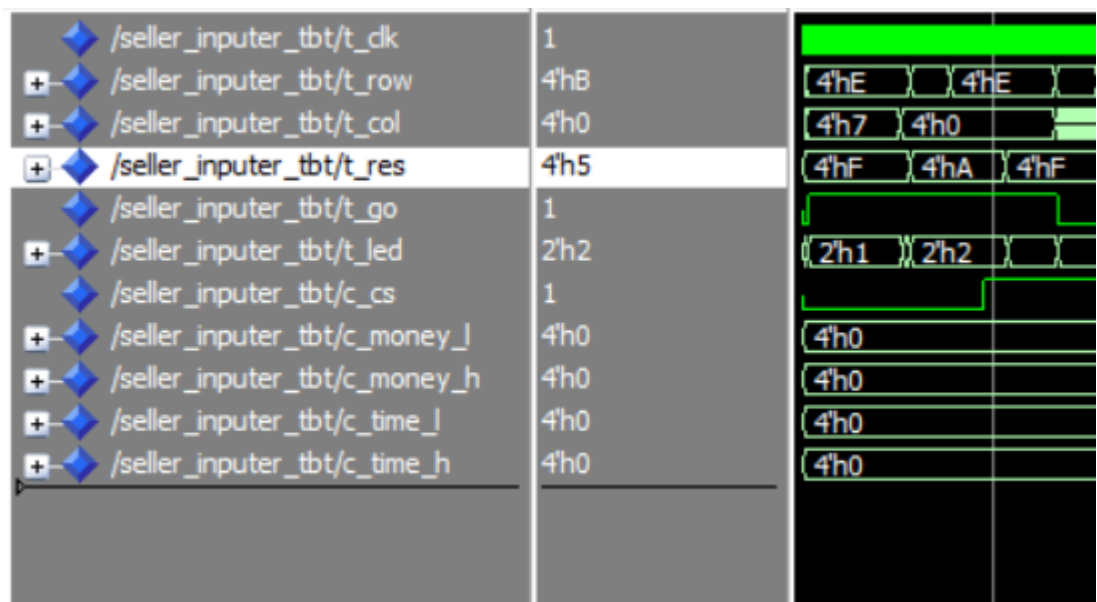 /seller_inputer_tbt/t_clk 1
/seller_inputer_tbt/t_row 4'hB 4'hE 4'hE
/seller_inputer_tbt/t_col 4'h0 4'h7 4'h0
/seller_inputer_tbt/t_res 4'h5 4'hF 4'hA 4'hF
/seller_inputer_tbt/t_go 1
/seller_inputer_tbt/t_led 2'h2 2'h1 2'h2
/seller_inputer_tbt/c_cs 1
/seller_inputer_tbt/c_money_l 4'h0 4'h0
/seller_inputer_tbt/c_money_h 4'h0 4'h0
/seller_inputer_tbt/c_time_l 4'h0 4'h0
/seller_inputer_tbt/c_time_h 4'h0 4'h0